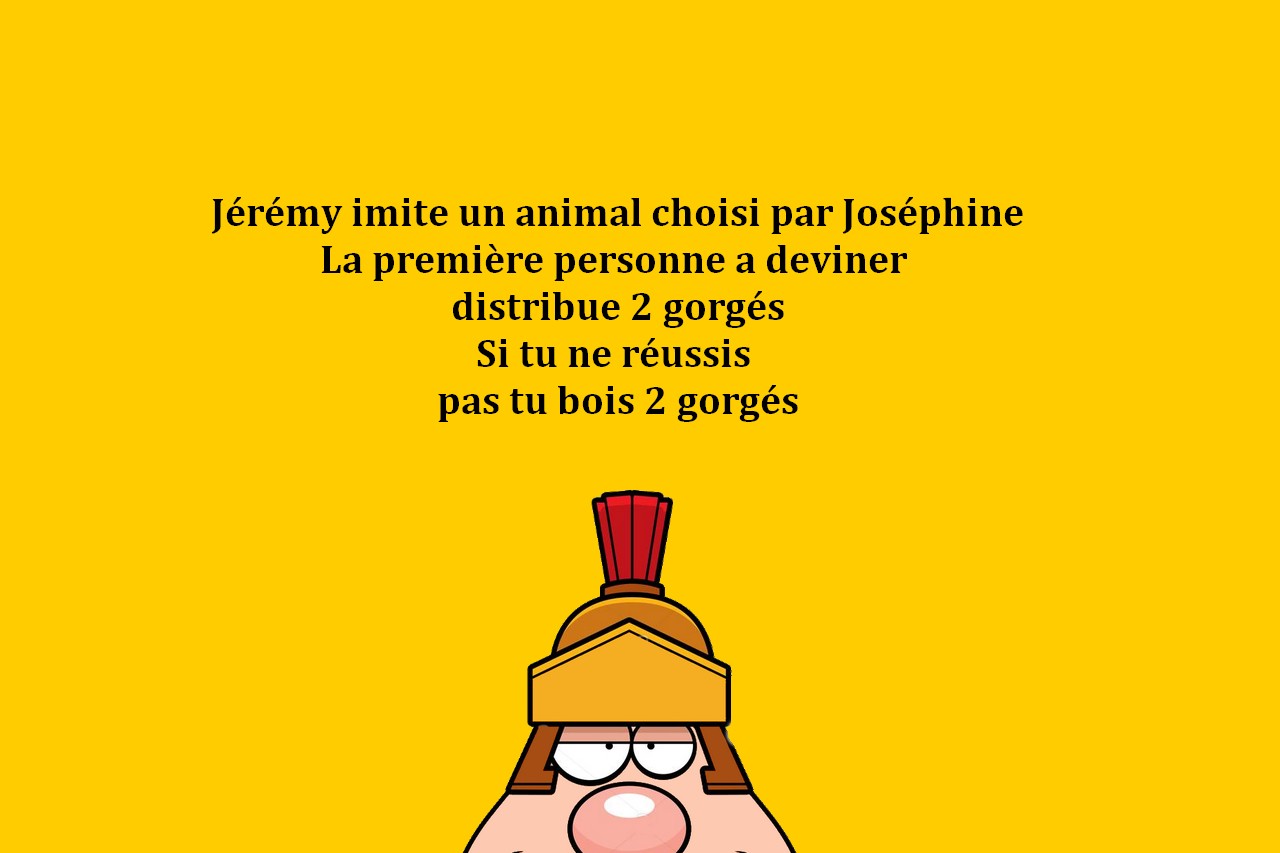 Jérémy imite un animal choisi par Joséphine
La première personne a deviner
distribue 2 gorgés
Si tu ne réussis
pas tu bois 2 gorgés